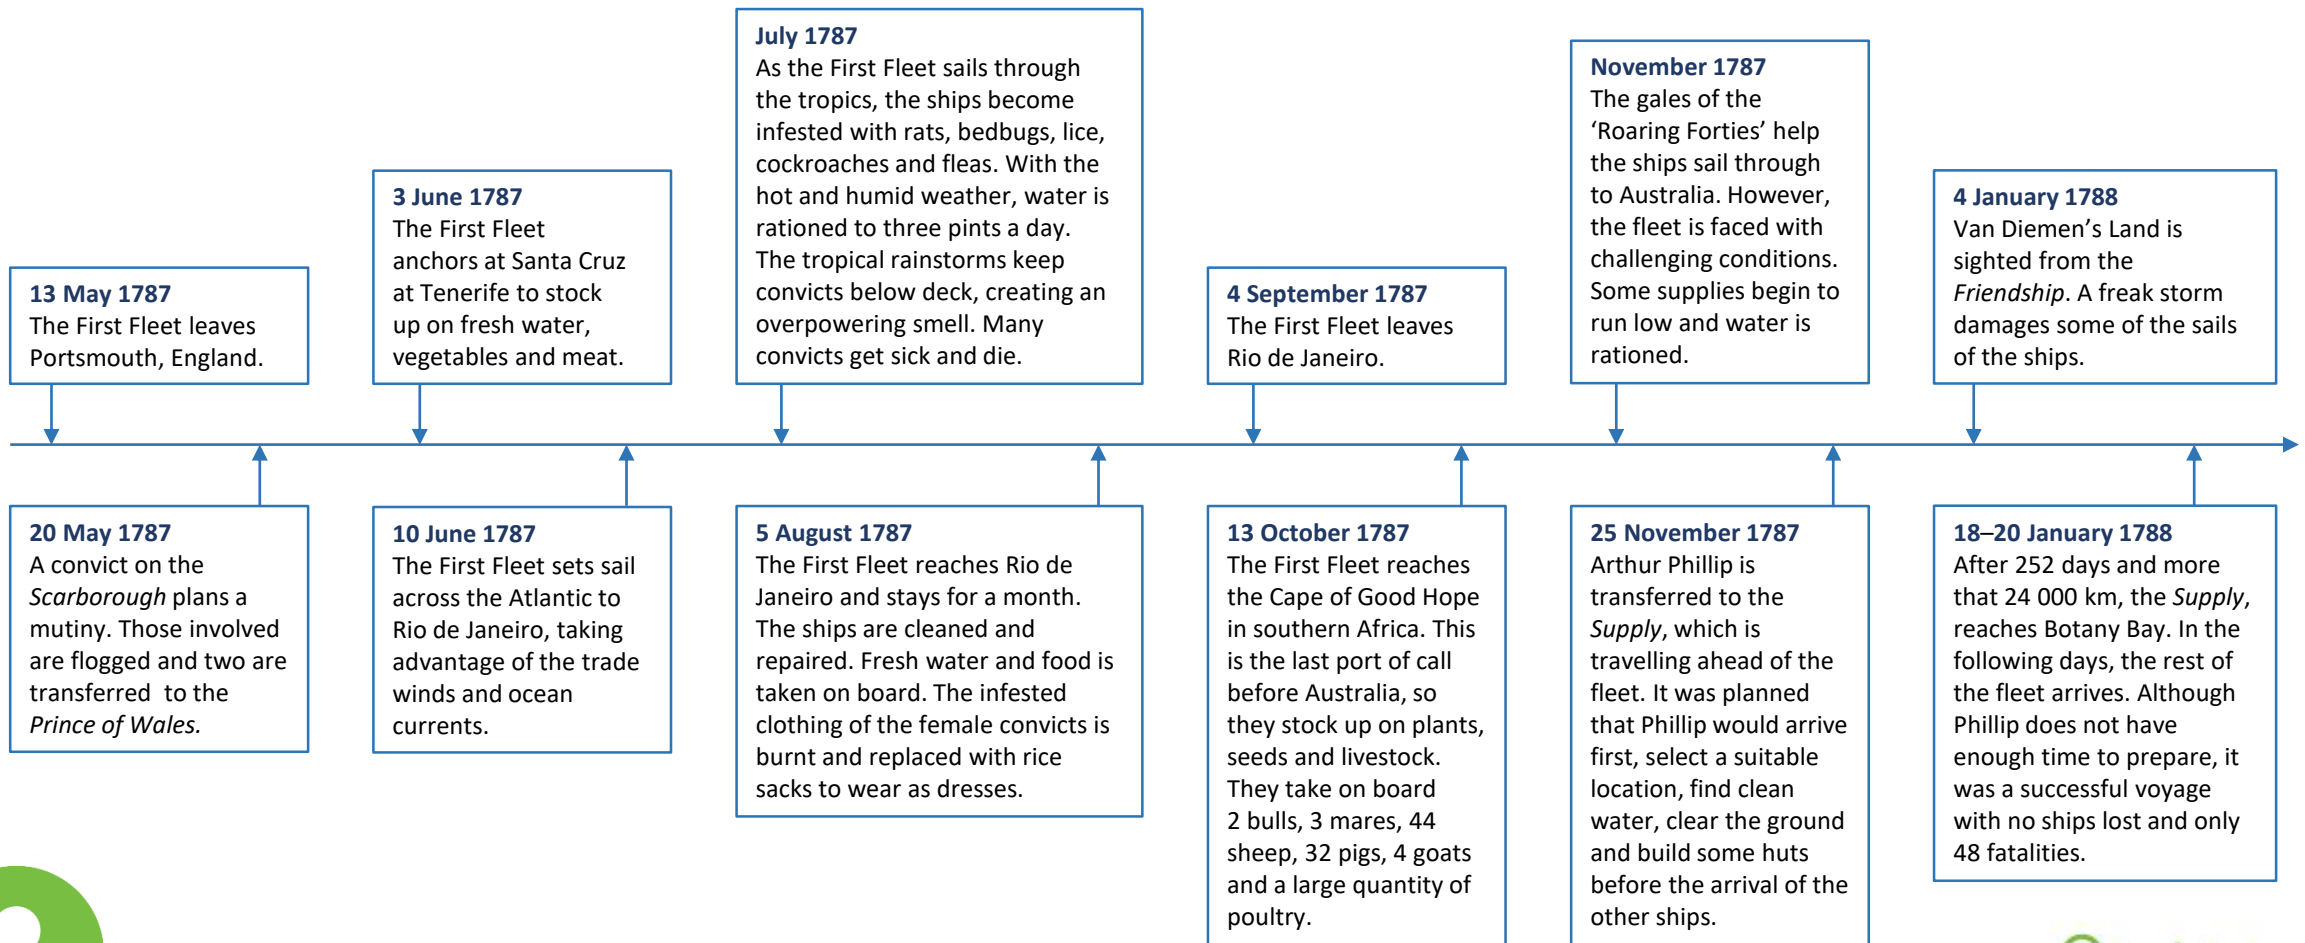 13 May 1787
The First Fleet leaves
Portsmouth, England.
20 May 1787
A convict on the
Scarborough plans a
mutiny. Those involved
are flogged and two are
transferred to the
Prince of Wales.
3 June 1787
The First Fleet
anchors at Santa Cruz
at Tenerife to stock
up on fresh water,
vegetables and meat.
10 June 1787
The First Fleet sets sail
across the Atlantic to
Rio de Janeiro, taking
advantage of the trade
winds and ocean
currents.
July 1787
As the First Fleet sails through
the tropics, the ships become
infested with rats, bedbugs, lice,
cockroaches and fleas. With the
hot and humid weather, water is
rationed to three pints a day.
The tropical rainstorms keep
convicts below deck, creating an
overpowering smell. Many
convicts get sick and die.
5 August 1787
The First Fleet reaches Rio de
Janeiro and stays for a month.
The ships are cleaned and
repaired. Fresh water and food is
taken on board. The infested
clothing of the female convicts is
burnt and replaced with rice
sacks to wear as dresses.
4 September 1787
The First Fleet leaves
Rio de Janeiro.
13 October 1787
The First Fleet reaches
the Cape of Good Hope
in southern Africa. This
is the last port of call
before Australia, so
they stock up on plants,
seeds and livestock.
They take on board
2 bulls, 3 mares, 44
sheep, 32 pigs, 4 goats
and a large quantity of
poultry.
November 1787
The gales of the
‘Roaring Forties’ help
the ships sail through
to Australia. However,
the fleet is faced with
challenging conditions.
Some supplies begin to
run low and water is
rationed.
25 November 1787
Arthur Phillip is
transferred to the
Supply, which is
travelling ahead of the
fleet. It was planned
that Phillip would arrive
first, select a suitable
location, find clean
water, clear the ground
and build some huts
before the arrival of the
other ships.
4 January 1788
Van Diemen’s Land is
sighted from the
Friendship. A freak storm
damages some of the sails
of the ships.
18–20 January 1788
After 252 days and more
that 24 000 km, the Supply,
reaches Botany Bay. In the
following days, the rest of
the fleet arrives. Although
Phillip does not have
enough time to prepare, it
was a successful voyage
with no ships lost and only
48 fatalities.